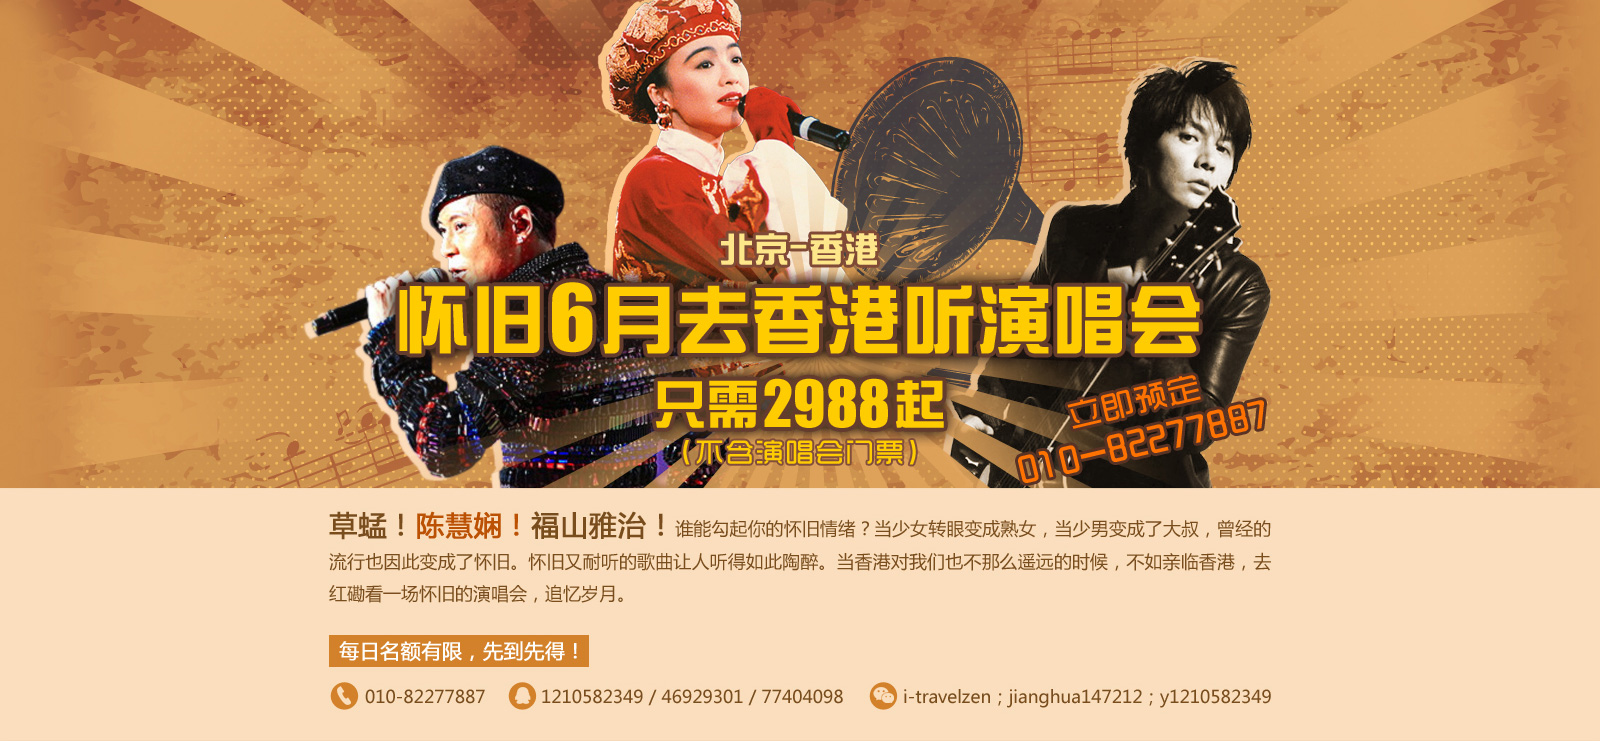 北京-香港
怀旧6月去香港听演唱会
只需2988起
（不含演唱会门票）
立即预定
010-82277887
草蜢！陈慧娴！福山雅治！谁能勾起你的怀旧情绪？当少女转眼变成熟女，当少男变成了大叔，曾经的
流行也因此变成了怀旧。怀旧又耐听的歌曲让人听得如此陶醉。当香港对我们也不那么遥远的时候，不如亲临香港，去
红磡看一场怀旧的演唱会，追忆岁月。
每日名额有限，先到先得！
010-82277887 1210582349 / 46929301 / 77404098 i-travelzen；jianghua147212；y1210582349